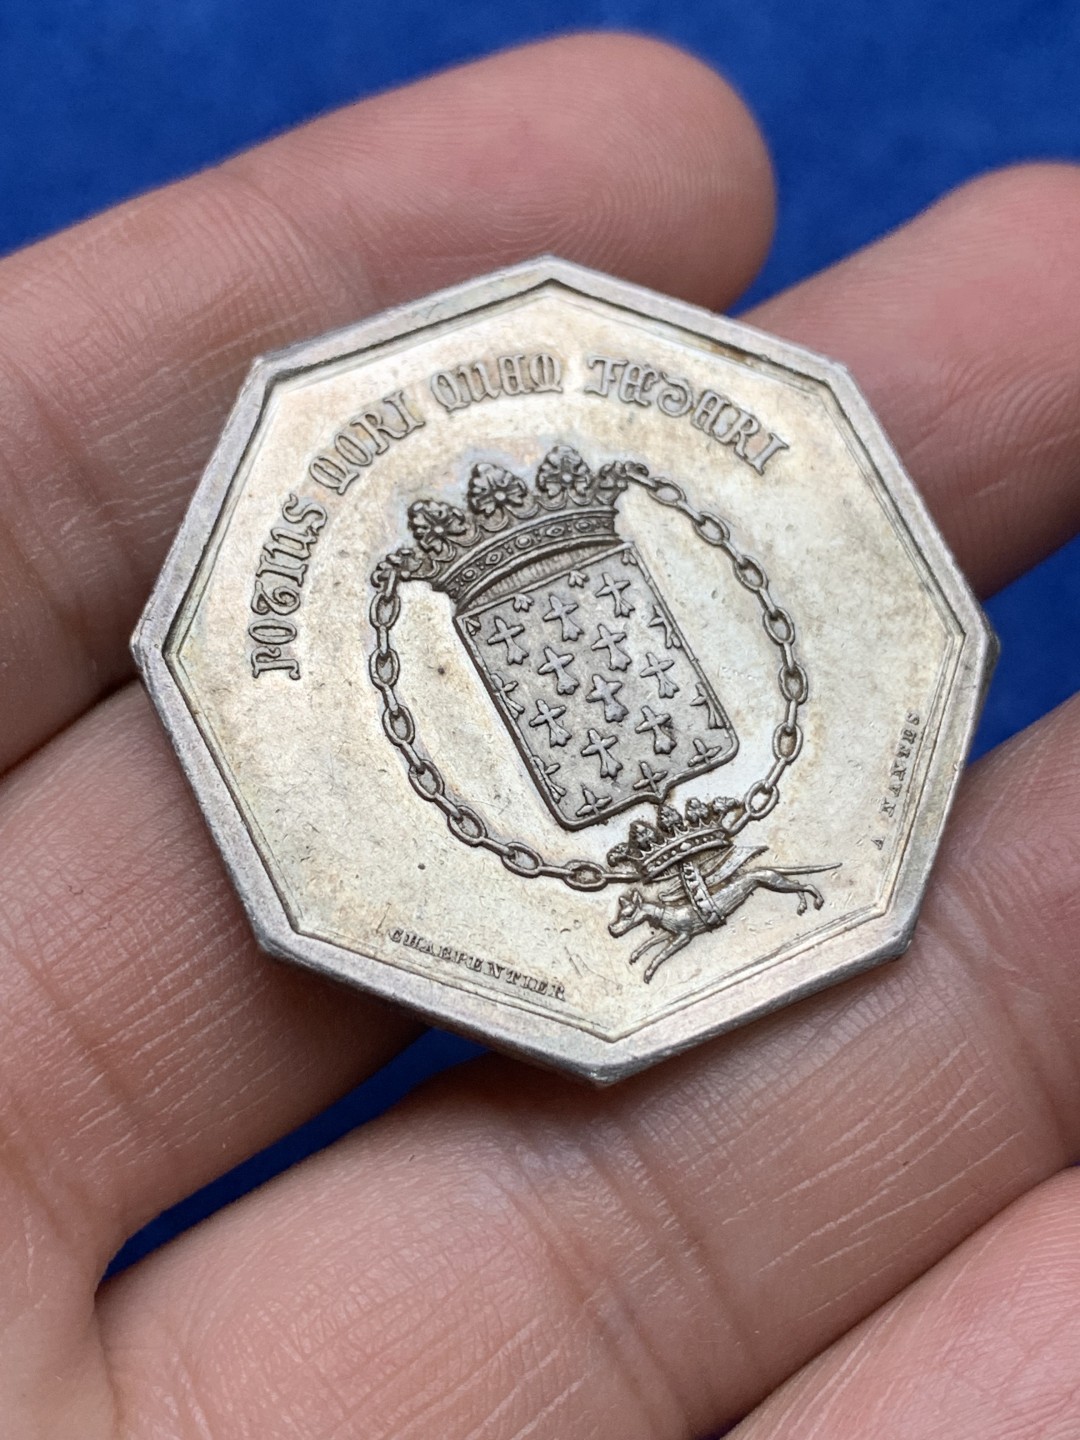 POTIUS MORI QUAM FŒDARI
CHARPENTIER
A NANTES